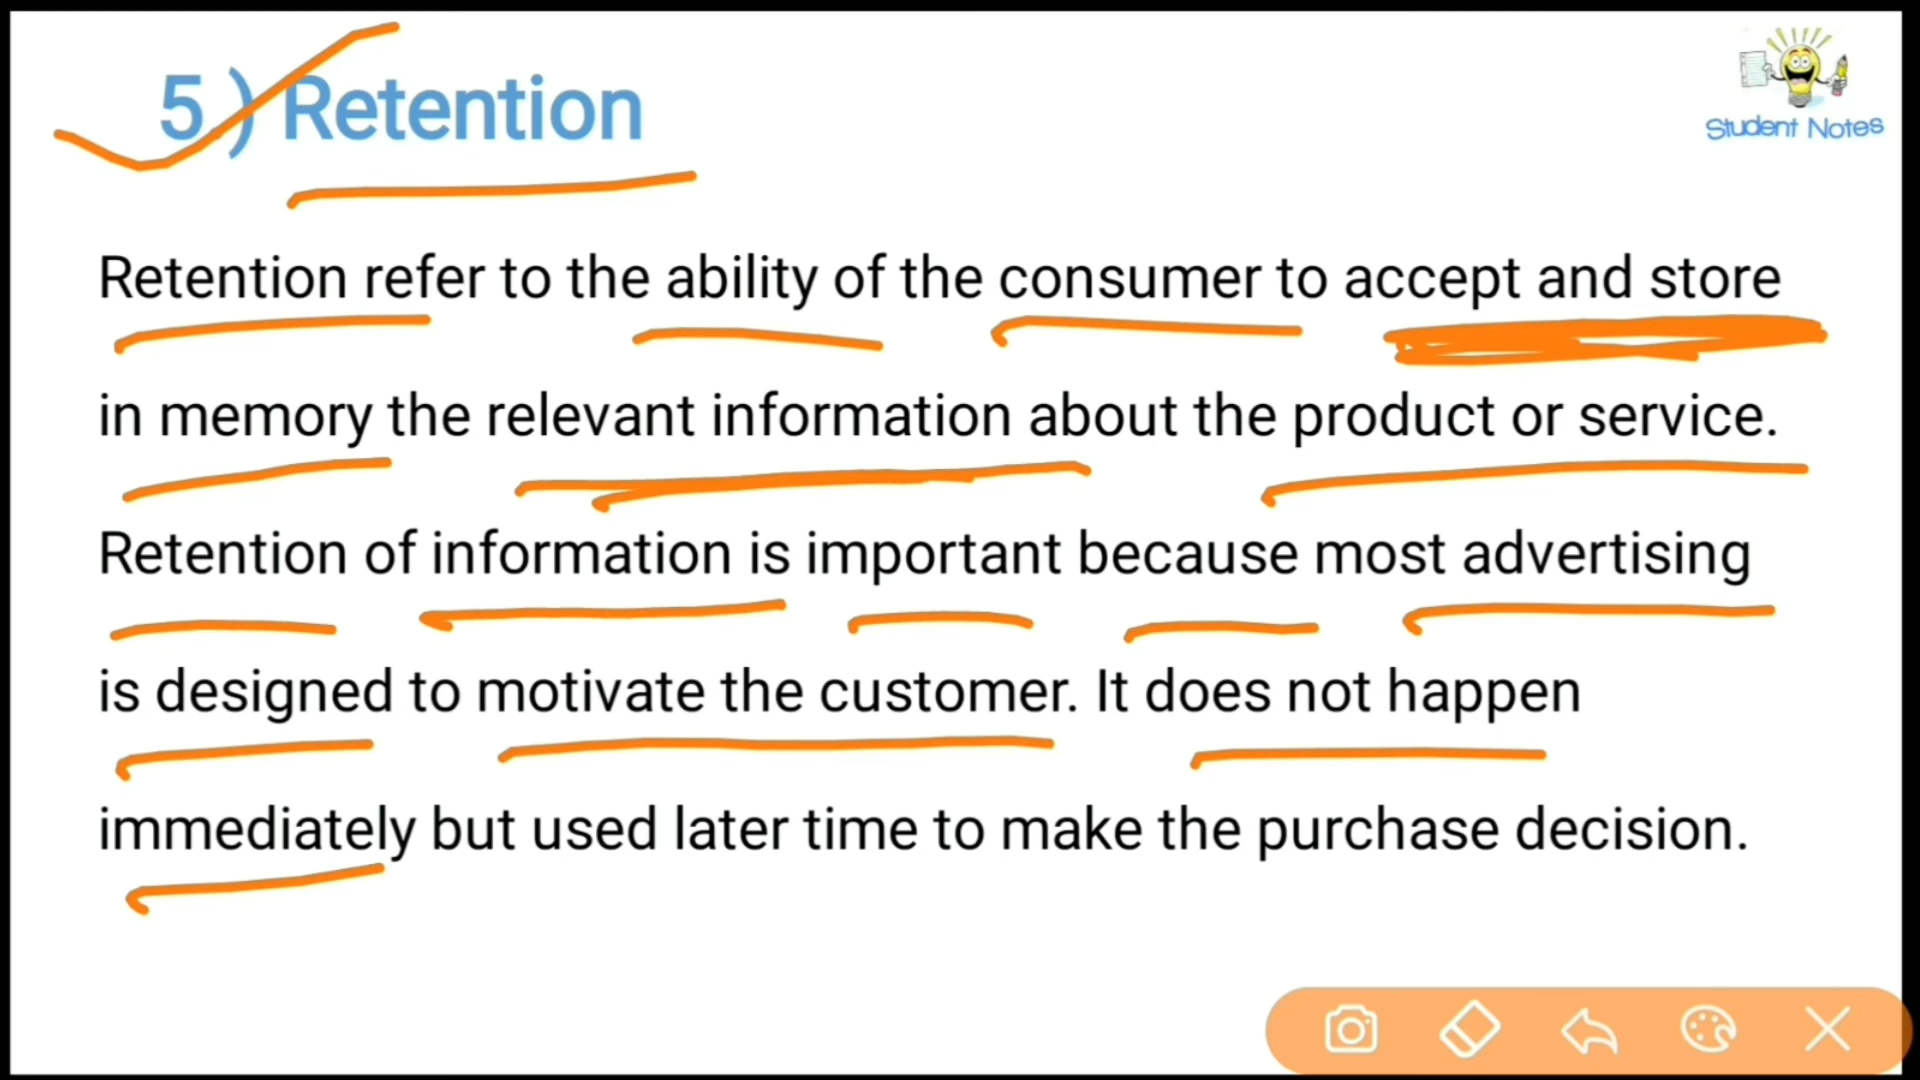 5 ) Retention
Student Notes
Retention refer to the ability of the consumer to accept and store
in memory the relevant information about the product or service.
Retention of information is important because most advertising
is designed to motivate the customer. It does not happen
immediately but used later time to make the purchase decision.